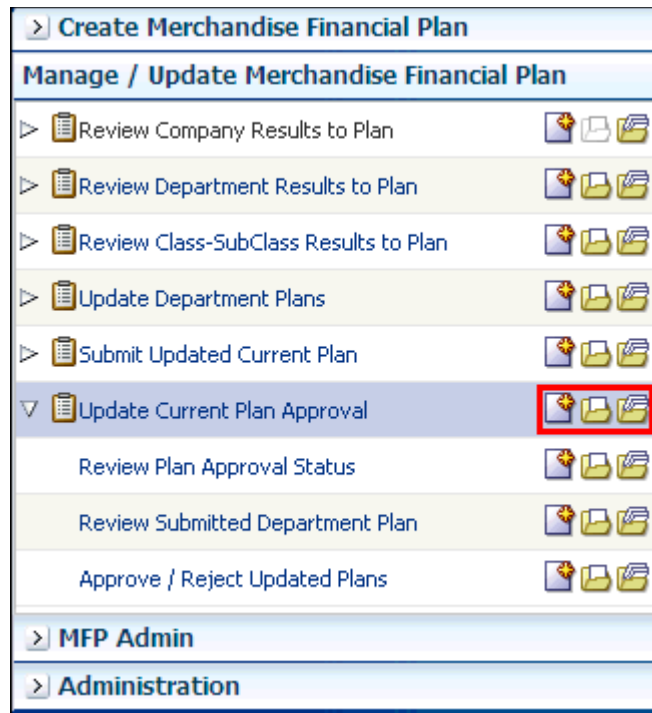 Create Merchandise Financial Plan
Manage / Update Merchandise Financial Plan
Review Company Results to Plan
Review Department Results to Plan
Review Class-SubClass Results to Plan
Update Department Plans
Submit Updated Current Plan
Update Current Plan Approval
Review Plan Approval Status
Review Submitted Department Plan
Approve / Reject Updated Plans
MFP Admin
Administration